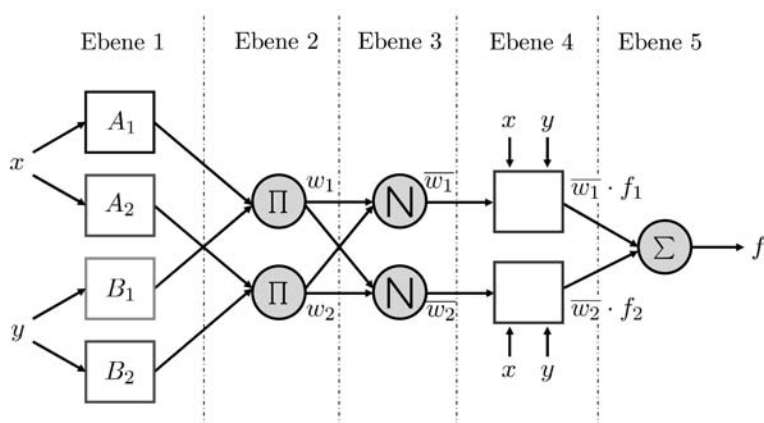 Ebene 1 Ebene 2 Ebene 3 Ebene 4 Ebene 5
x y
A₁
w₁ w̅₁ w̅₁ · f₁
x
Π N
A₂
Σ f
B₁
Π N
y
w₂ w̅₂ w̅₂ · f₂
B₂
x y